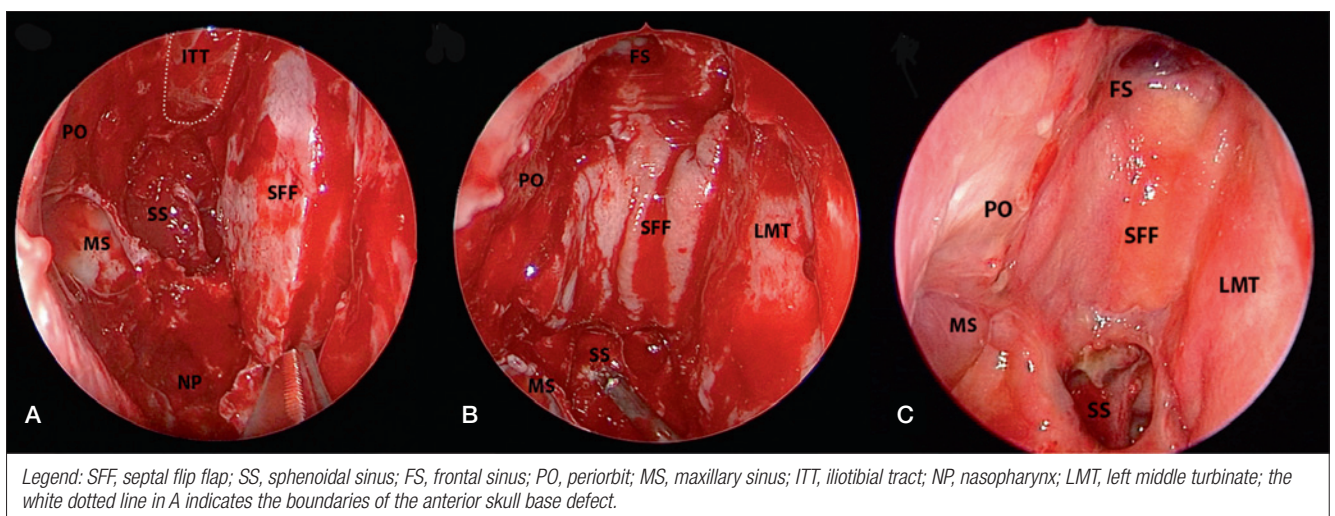 ITT
PO
SS
SFF
MS
NP
A
FS
PO
SFF
LMT
SS
MS
B
FS
PO
SFF
LMT
MS
SS
C
Legend: SFF, septal flip flap; SS, sphenoidal sinus; FS, frontal sinus; PO, periorbit; MS, maxillary sinus; ITT, iliotibial tract; NP, nasopharynx; LMT, left middle turbinate; the
white dotted line in A indicates the boundaries of the anterior skull base defect.